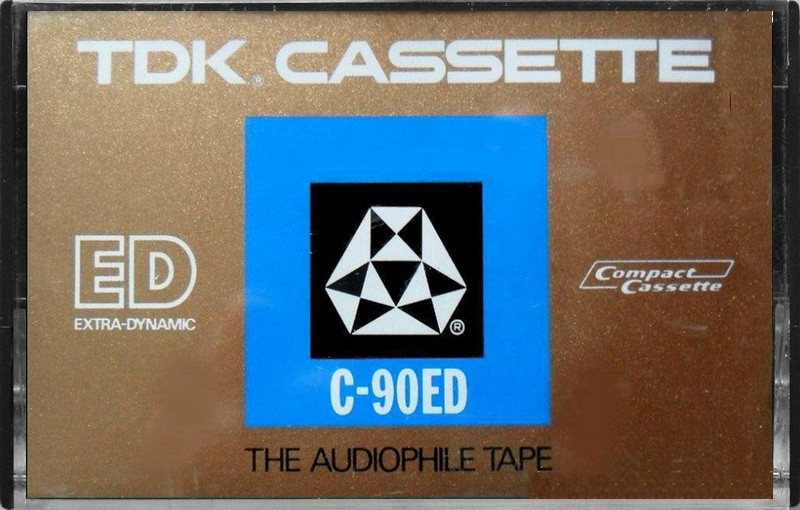 TDK® CASSETTE
ED
EXTRA-DYNAMIC
Compact
Cassette
®
C-90ED
THE AUDIOPHILE TAPE